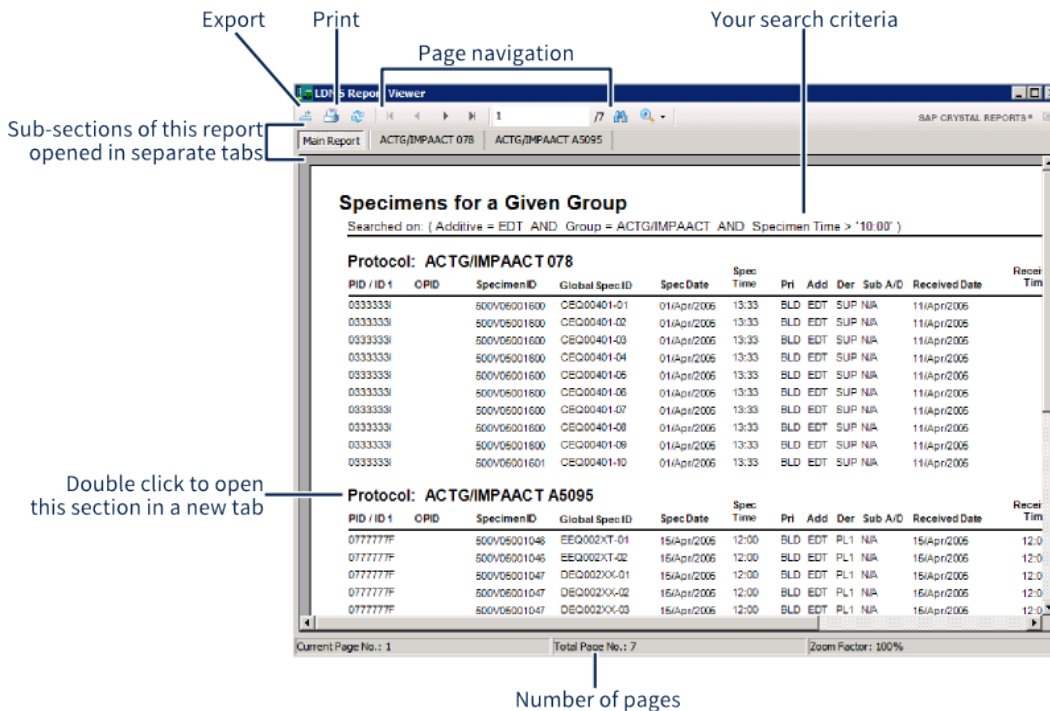 Export Print Your search criteria
Page navigation
LDMS Report Viewer
1 /7 SAP CRYSTAL REPORTS®
Sub-sections of this report
opened in separate tabs
Main Report ACTG/IMPAACT 078 ACTG/IMPAACT A5095
Specimens for a Given Group
Searched on: ( Additive = EDT AND Group = ACTG/IMPAACT AND Specimen Time > "10:00" )
Protocol: ACTG/IMPAACT 078
PID / ID1 OPID SpecimenID Global Spec ID Spec Date Spec Time Pri Add Der Sub A/D Received Date
0333333I 500V05001600 CEQ00401-01 01/Apr/2005 13:33 BLD EDT SUP N/A 11/Apr/2005
0333333I 500V05001600 CEQ00401-02 01/Apr/2005 13:33 BLD EDT SUP N/A 11/Apr/2005
0333333I 500V05001600 CEQ00401-03 01/Apr/2005 13:33 BLD EDT SUP N/A 11/Apr/2005
0333333I 500V05001600 CEQ00401-04 01/Apr/2005 13:33 BLD EDT SUP N/A 11/Apr/2005
0333333I 500V05001600 CEQ00401-05 01/Apr/2005 13:33 BLD EDT SUP N/A 11/Apr/2005
0333333I 500V05001600 CEQ00401-06 01/Apr/2005 13:33 BLD EDT SUP N/A 11/Apr/2005
0333333I 500V05001600 CEQ00401-07 01/Apr/2005 13:33 BLD EDT SUP N/A 11/Apr/2005
0333333I 500V05001600 CEQ00401-08 01/Apr/2005 13:33 BLD EDT SUP N/A 11/Apr/2005
0333333I 500V05001600 CEQ00401-09 01/Apr/2005 13:33 BLD EDT SUP N/A 11/Apr/2005
0333333I 500V05001601 CEQ00401-10 01/Apr/2005 13:33 BLD EDT SUP N/A 11/Apr/2005
Double click to open
this section in a new tab
Protocol: ACTG/IMPAACT A5095
PID / ID1 OPID SpecimenID Global Spec ID Spec Date Spec Time Pri Add Der Sub A/D Received Date
0777777F 500V05001046 EEQ002XT-01 15/Apr/2005 12:00 BLD EDT PL1 N/A 15/Apr/2005
0777777F 500V05001046 EEQ002XT-02 15/Apr/2005 12:00 BLD EDT PL1 N/A 15/Apr/2005
0777777F 500V05001047 DEQ002XX-01 15/Apr/2005 12:00 BLD EDT PL1 N/A 15/Apr/2005
0777777F 500V05001047 DEQ002XX-02 15/Apr/2005 12:00 BLD EDT PL1 N/A 15/Apr/2005
0777777F 500V05001047 DEQ002XX-03 15/Apr/2005 12:00 BLD EDT PL1 N/A 15/Apr/2005
Current Page No.: 1 Total Page No.: 7 Zoom Factor: 100%
Number of pages